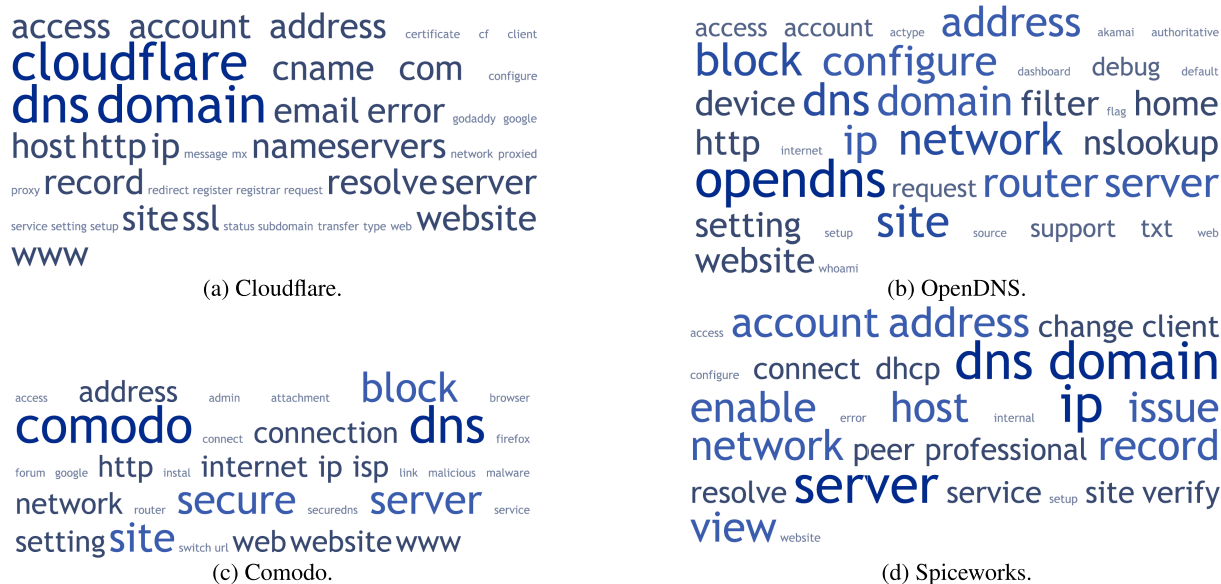 access account address certificate cf client
cloudflare cname com configure
dns domain email error godaddy google
host http ip message mx nameservers network proxied
proxy record redirect register registrar request resolve server
service setting setup site ssl status subdomain transfer type web website
www
(a) Cloudflare.
access account actype address akamai authoritative
block configure dashboard debug default
device dns domain filter flag home
http internet ip network nslookup
opendns request router server
setting setup site source support txt web
website whoami
(b) OpenDNS.
access address admin attachment block browser
comodo connect connection dns firefox
forum google http instal internet ip isp link malicious malware
network router secure securedns server service
setting site switch url web website www
(c) Comodo.
access account address change client
configure connect dhcp dns domain
enable error host internal ip issue
network peer professional record
resolve server service setup site verify
view website
(d) Spiceworks.